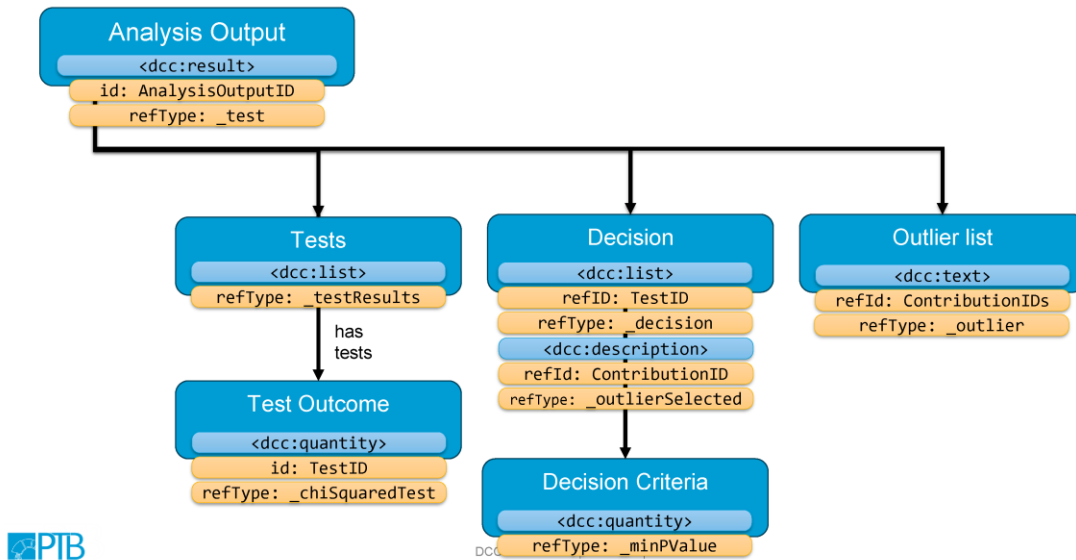 Analysis Output
<dcc:result>
id: AnalysisOutputID
refType: _test
Tests
<dcc:list>
refType: _testResults
has
tests
Test Outcome
<dcc:quantity>
id: TestID
refType: _chiSquaredTest
Decision
<dcc:list>
refID: TestID
refType: _decision
<dcc:description>
refId: ContributionID
refType: _outlierSelected
Decision Criteria
<dcc:quantity>
refType: _minPValue
Outlier list
<dcc:text>
refId: ContributionIDs
refType: _outlier
PTB
DCC